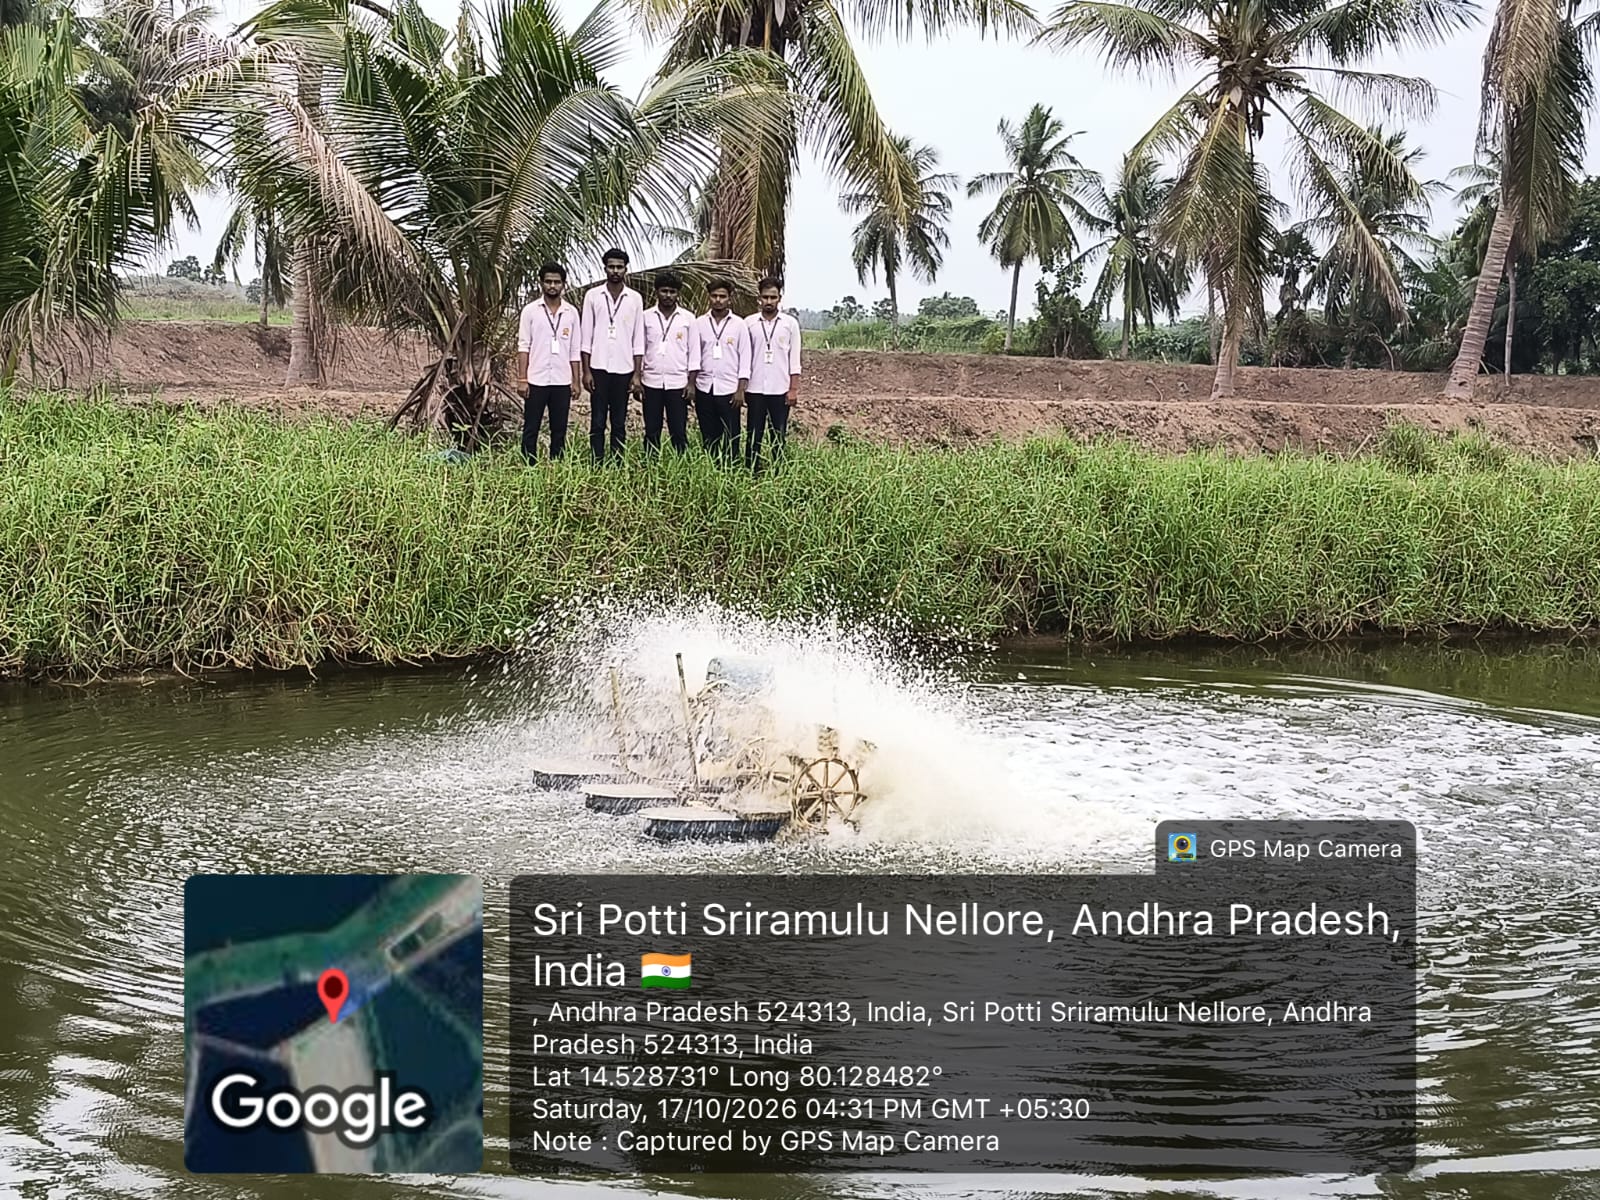 GPS Map Camera
Sri Potti Sriramulu Nellore, Andhra Pradesh,
India 🇮🇳
, Andhra Pradesh 524313, India, Sri Potti Sriramulu Nellore, Andhra
Pradesh 524313, India
Lat 14.528731° Long 80.128482°
Saturday, 17/10/2026 04:31 PM GMT +05:30
Note : Captured by GPS Map Camera
Google